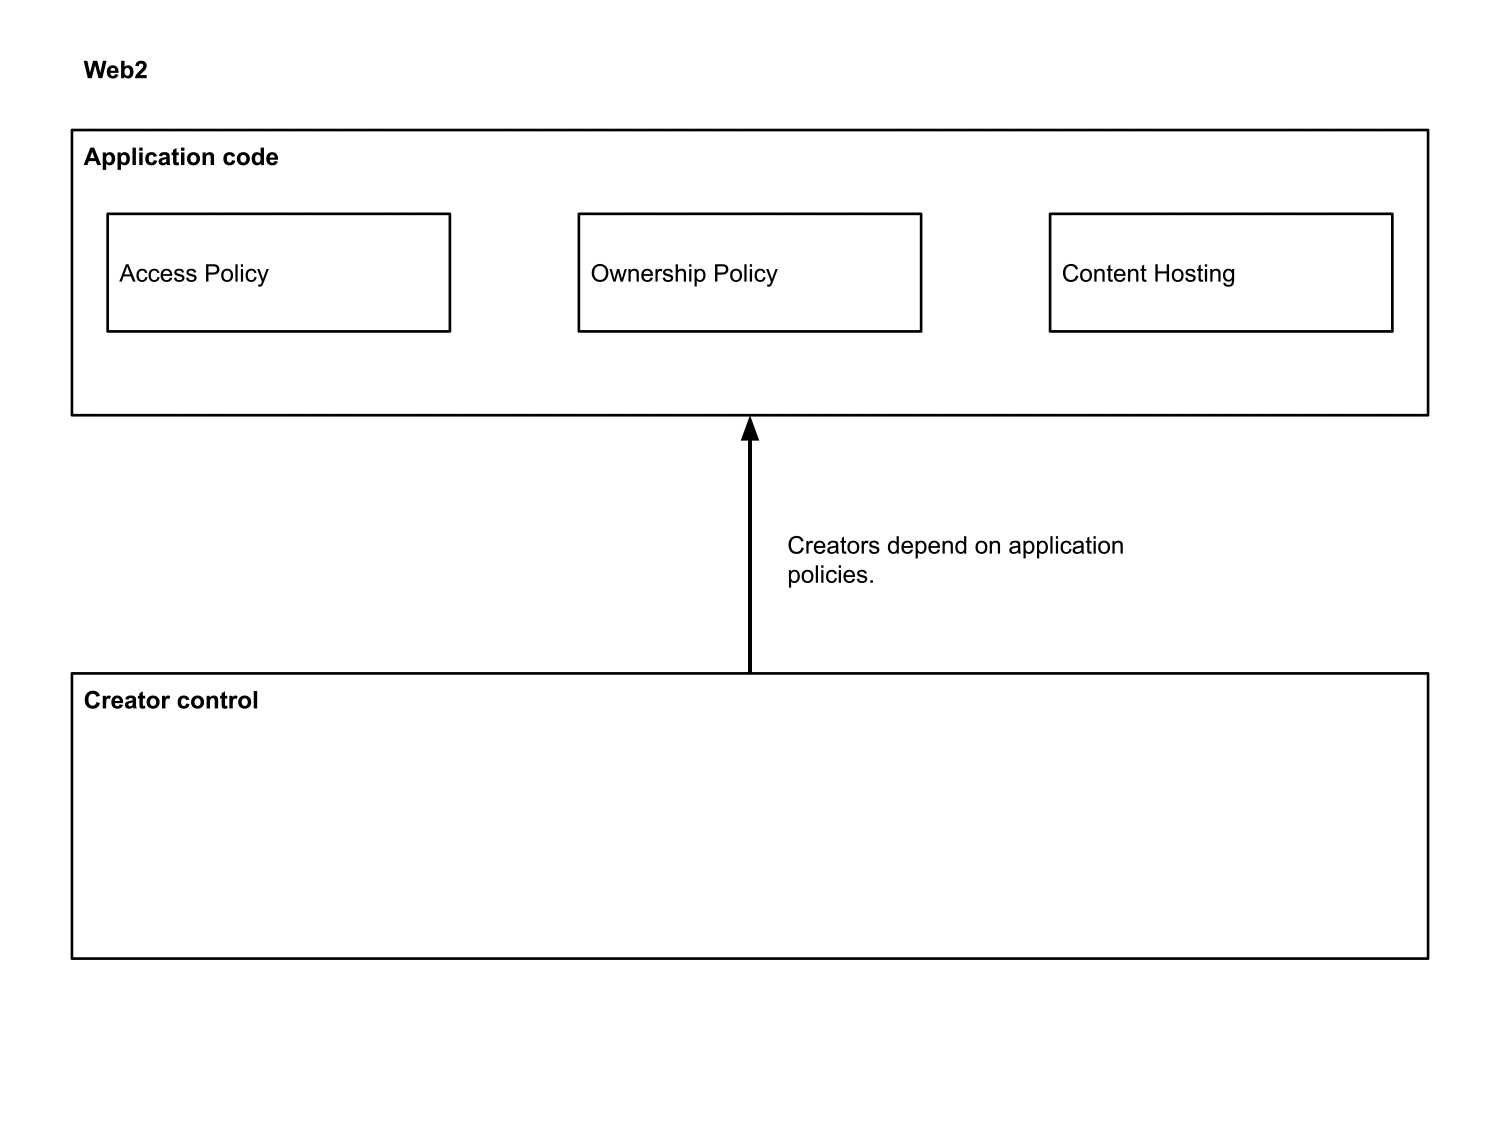 Web2
Application code
Access Policy
Ownership Policy
Content Hosting
Creators depend on application
policies.
Creator control